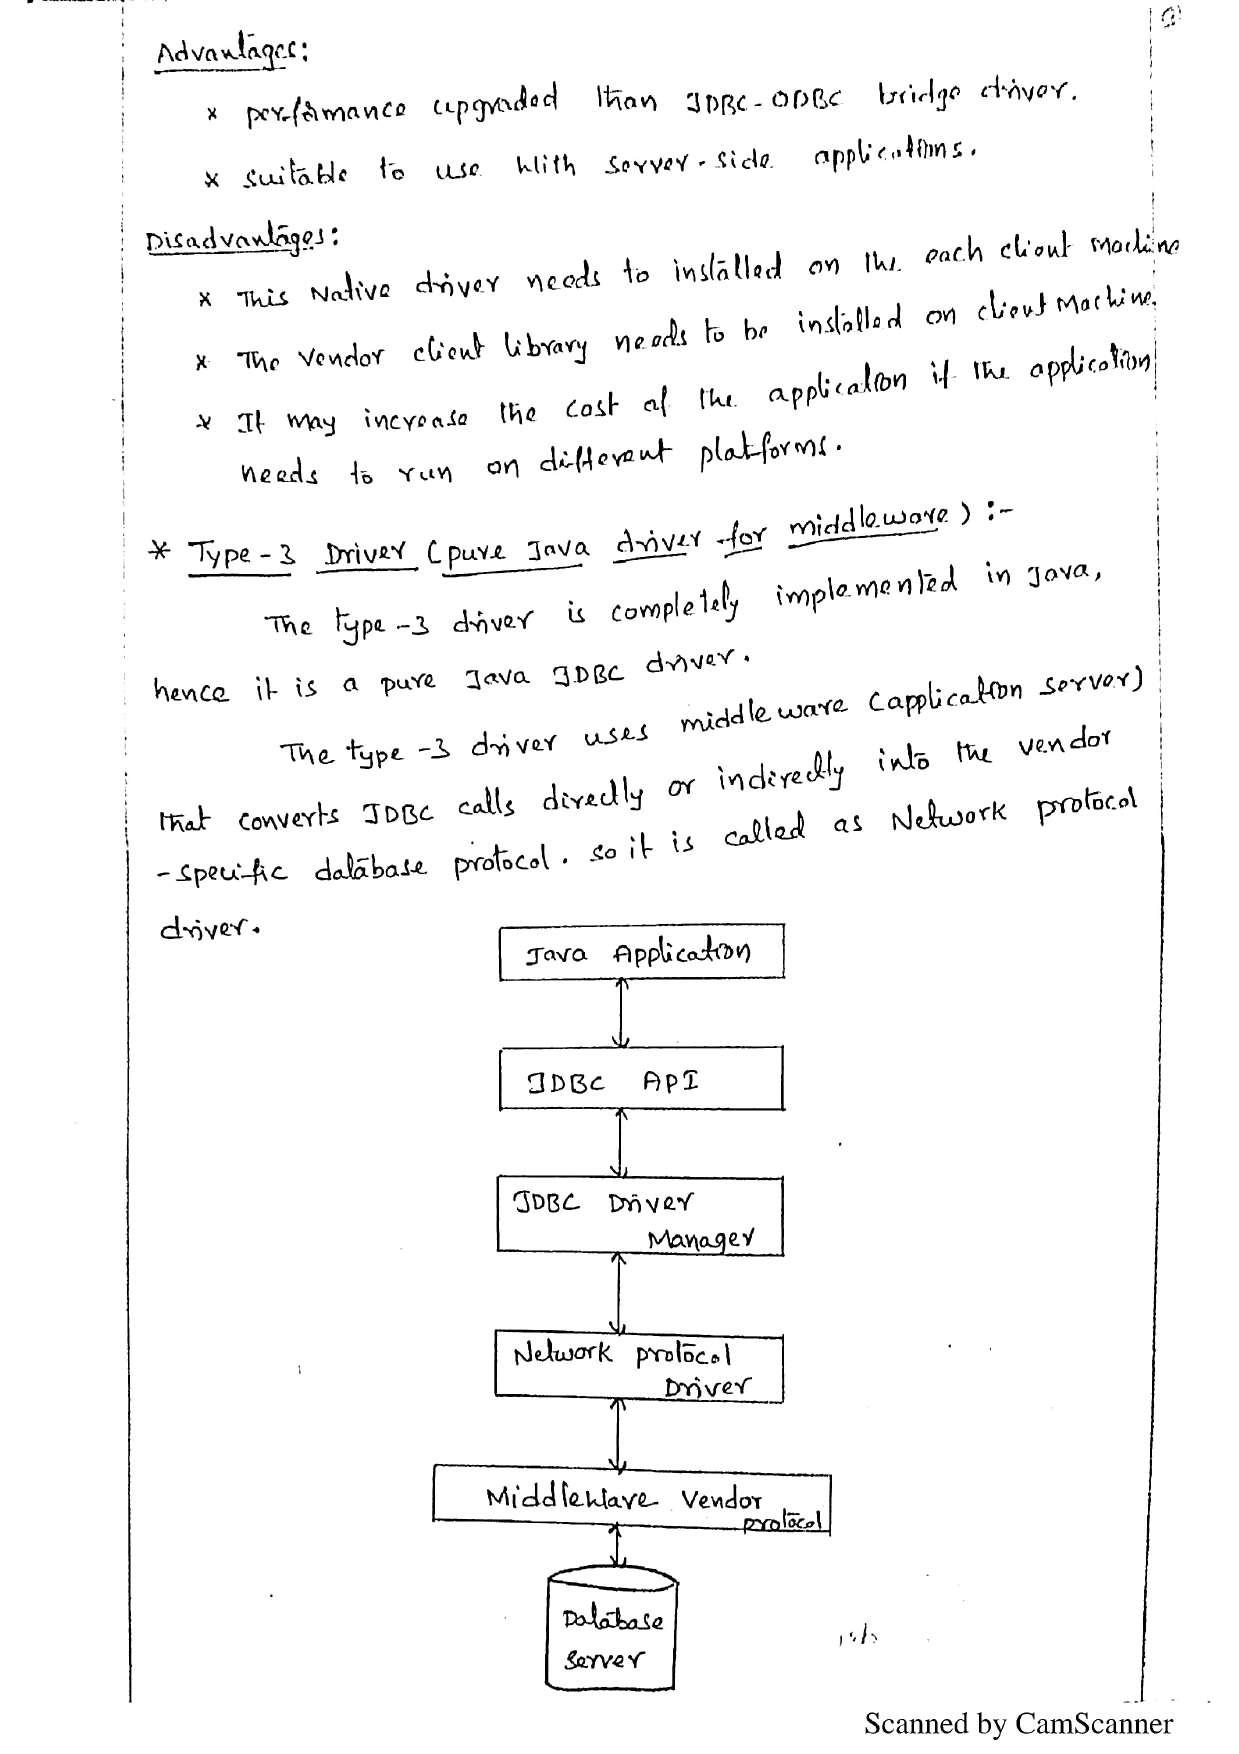 Advantages:
x performance upgraded than JDBC-ODBC bridge driver.
x suitable to use with server-side applications.
Disadvantages:
x This Native driver needs to installed on the each client machine
x The vendor client library needs to be installed on client Machine.
x It may increase the cost of the application if the application
needs to run on different platforms.
* Type-3 Driver (pure Java driver for middleware) :-
The type-3 driver is completely implemented in Java,
hence it is a pure Java JDBC driver.
The type-3 driver uses middleware (application server)
that converts JDBC calls directly or indirectly into the vendor
-specific database protocol. so it is called as Network protocol
driver.
Java Application
JDBC API
JDBC Driver
Manager
Network protocol
Driver
Middleware Vendor
protocol
Database
Server
Scanned by CamScanner